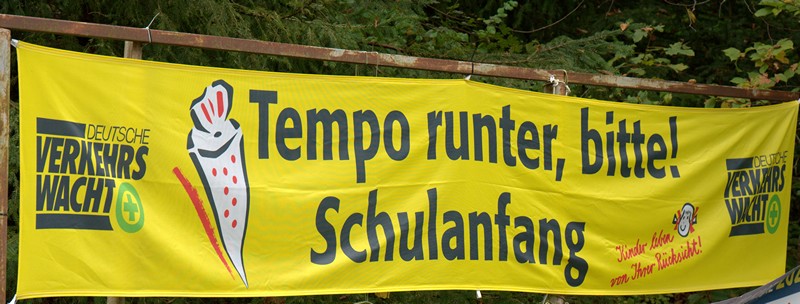 DEUTSCHE
VERKEHRS
WACHT
Tempo runter, bitte!
Schulanfang
Kinder leben
von Ihrer Rücksicht!
DEUTSCHE
VERKEHRS
WACHT